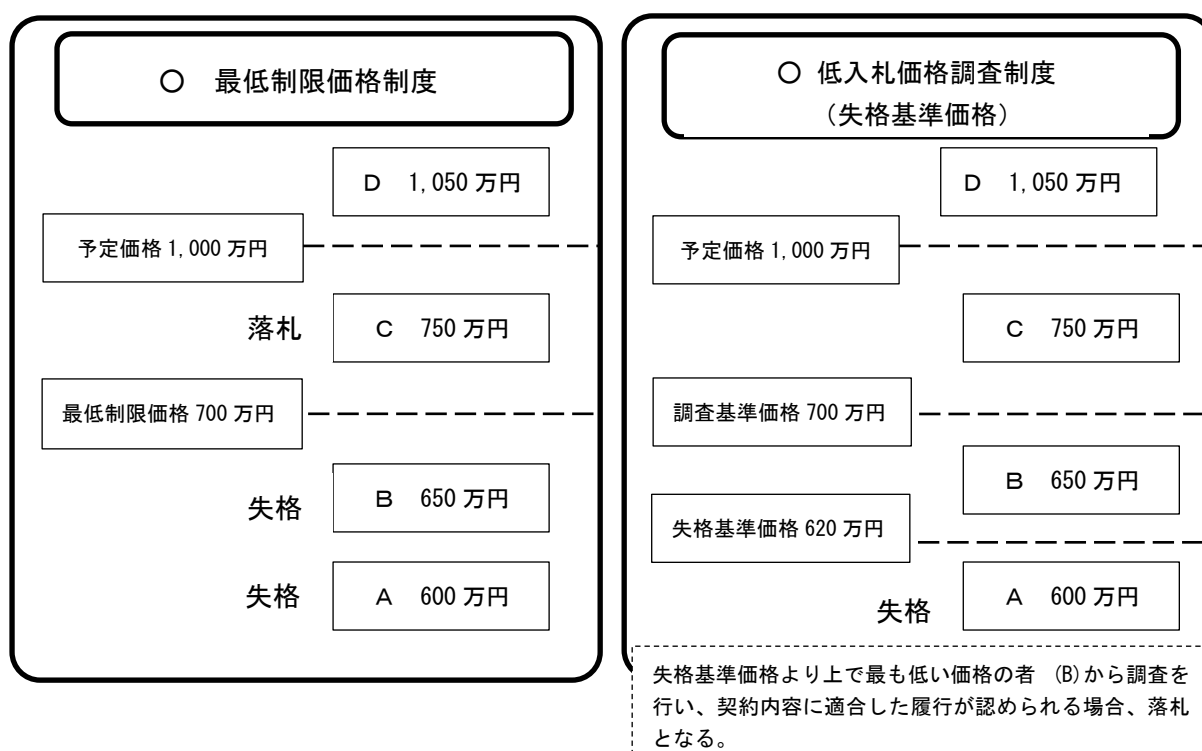 ○ 最低制限価格制度
D 1,050 万円
予定価格 1,000 万円
落札
C 750 万円
最低制限価格 700 万円
失格
B 650 万円
失格
A 600 万円
○ 低入札価格調査制度
(失格基準価格)
D 1,050 万円
予定価格 1,000 万円
C 750 万円
調査基準価格 700 万円
B 650 万円
失格基準価格 620 万円
失格
A 600 万円
失格基準価格より上で最も低い価格の者 (B)から調査を
行い、契約内容に適合した履行が認められる場合、落札
となる。